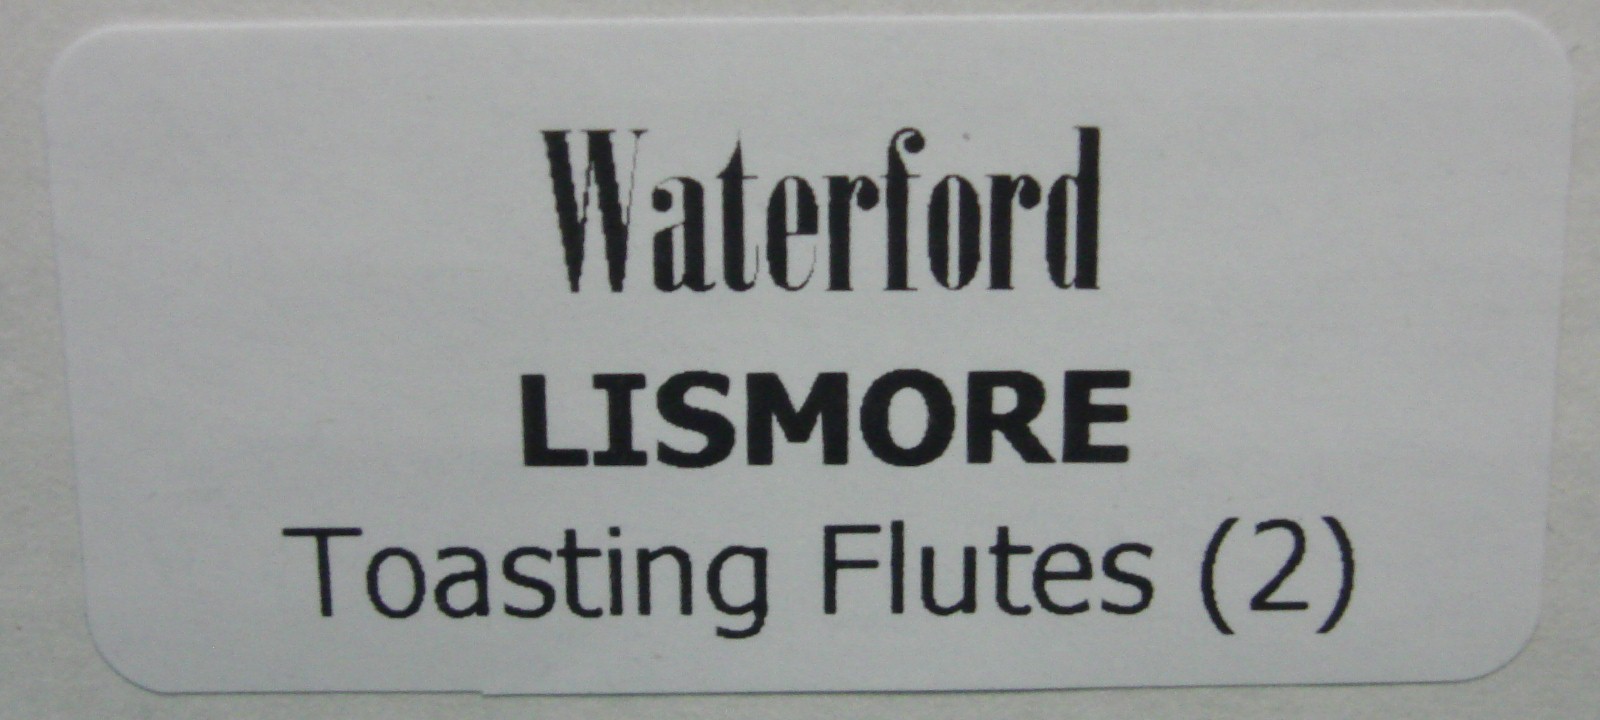 Waterford
LISMORE
Toasting Flutes (2)